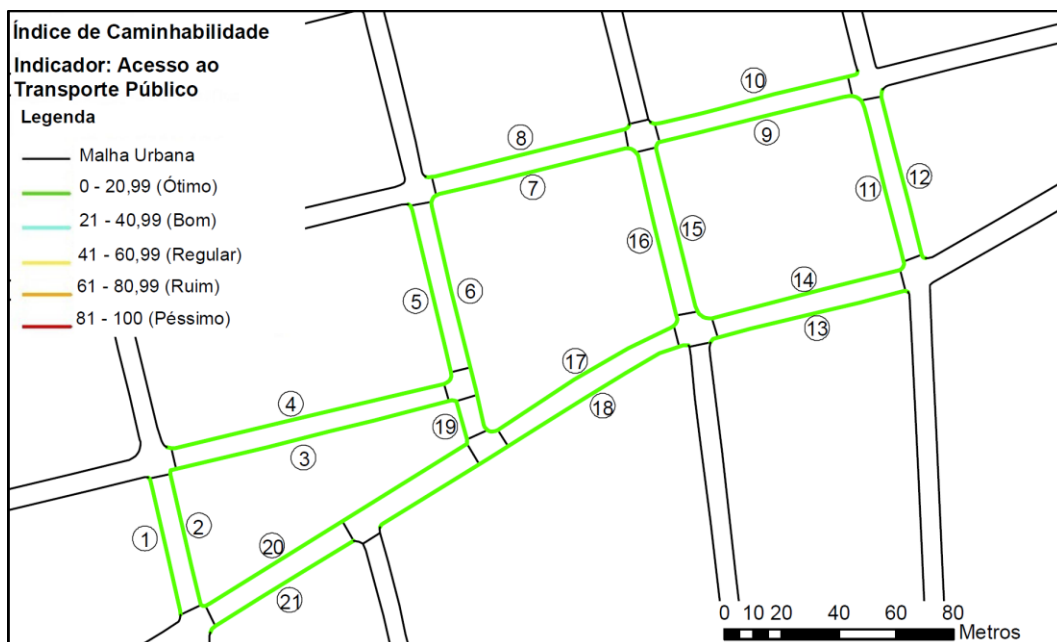 Índice de Caminhabilidade
Indicador: Acesso ao
Transporte Público
Legenda
Malha Urbana
0 - 20,99 (Ótimo)
21 - 40,99 (Bom)
41 - 60,99 (Regular)
61 - 80,99 (Ruim)
81 - 100 (Péssimo)
10
8
9
7
12
11
15
16
14
6
5
13
17
18
4
19
3
2
1
20
21
0 10 20 40 60 80
Metros